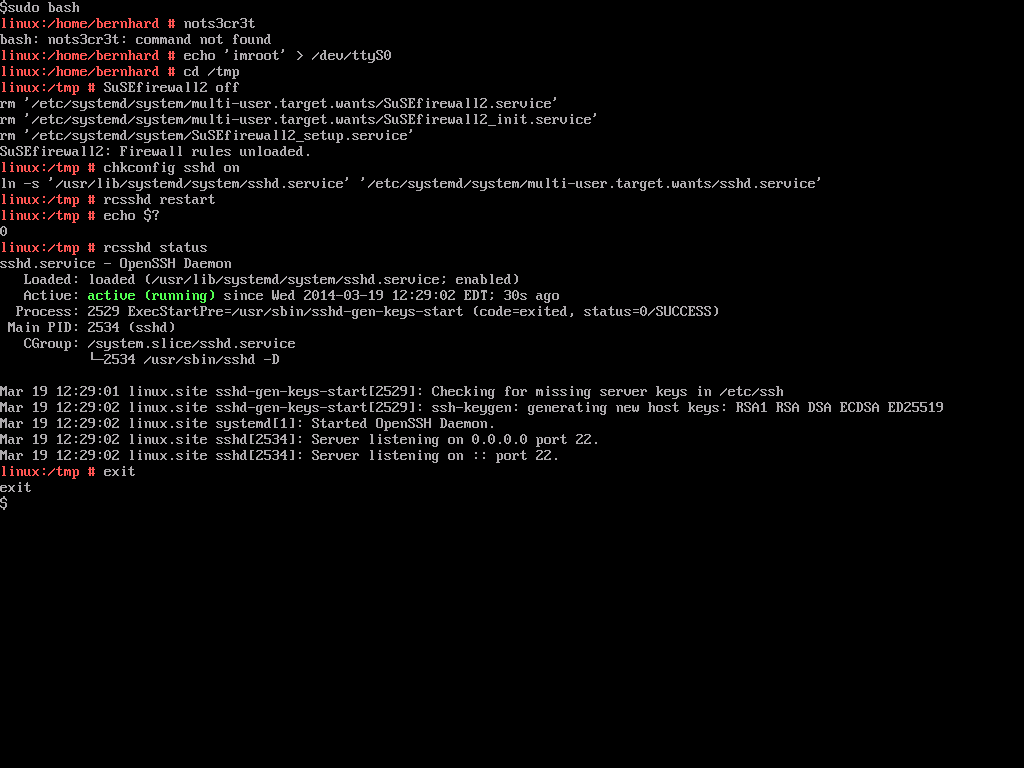 $sudo bash
linux:/home/bernhard # nots3cr3t
bash: nots3cr3t: command not found
linux:/home/bernhard # echo 'imroot' > /dev/ttyS0
linux:/home/bernhard # cd /tmp
linux:/tmp # SuSEfirewall2 off
rm '/etc/systemd/system/multi-user.target.wants/SuSEfirewall2.service'
rm '/etc/systemd/system/multi-user.target.wants/SuSEfirewall2_init.service'
rm '/etc/systemd/system/SuSEfirewall2_setup.service'
SuSEfirewall2: Firewall rules unloaded.
linux:/tmp # chkconfig sshd on
ln -s '/usr/lib/systemd/system/sshd.service' '/etc/systemd/system/multi-user.target.wants/sshd.service'
linux:/tmp # rcsshd restart
linux:/tmp # echo $?
0
linux:/tmp # rcsshd status
sshd.service - OpenSSH Daemon
   Loaded: loaded (/usr/lib/systemd/system/sshd.service; enabled)
   Active: active (running) since Wed 2014-03-19 12:29:02 EDT; 30s ago
  Process: 2529 ExecStartPre=/usr/sbin/sshd-gen-keys-start (code=exited, status=0/SUCCESS)
 Main PID: 2534 (sshd)
   CGroup: /system.slice/sshd.service
           └─2534 /usr/sbin/sshd -D

Mar 19 12:29:01 linux.site sshd-gen-keys-start[2529]: Checking for missing server keys in /etc/ssh
Mar 19 12:29:02 linux.site sshd-gen-keys-start[2529]: ssh-keygen: generating new host keys: RSA1 RSA DSA ECDSA ED25519
Mar 19 12:29:02 linux.site systemd[1]: Started OpenSSH Daemon.
Mar 19 12:29:02 linux.site sshd[2534]: Server listening on 0.0.0.0 port 22.
Mar 19 12:29:02 linux.site sshd[2534]: Server listening on :: port 22.
linux:/tmp # exit
exit
$